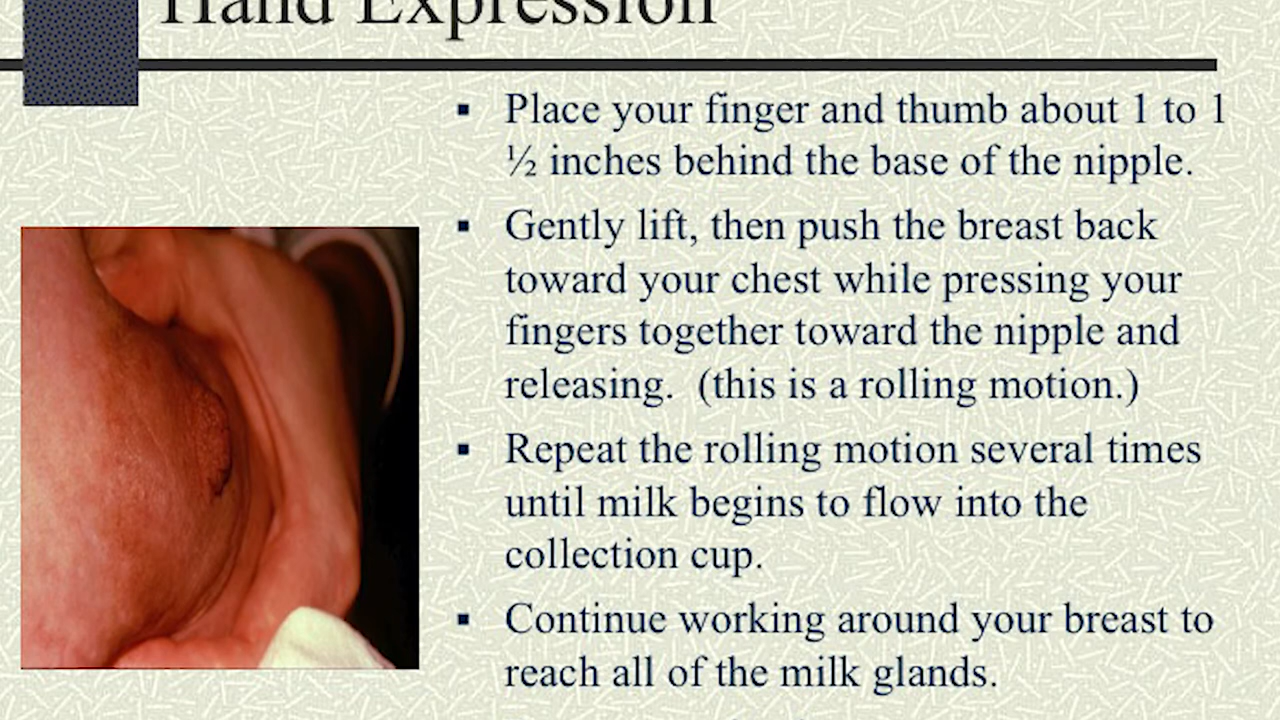 Hand Expression
▪ Place your finger and thumb about 1 to 1
½ inches behind the base of the nipple.
▪ Gently lift, then push the breast back
toward your chest while pressing your
fingers together toward the nipple and
releasing.  (this is a rolling motion.)
▪ Repeat the rolling motion several times
until milk begins to flow into the
collection cup.
▪ Continue working around your breast to
reach all of the milk glands.